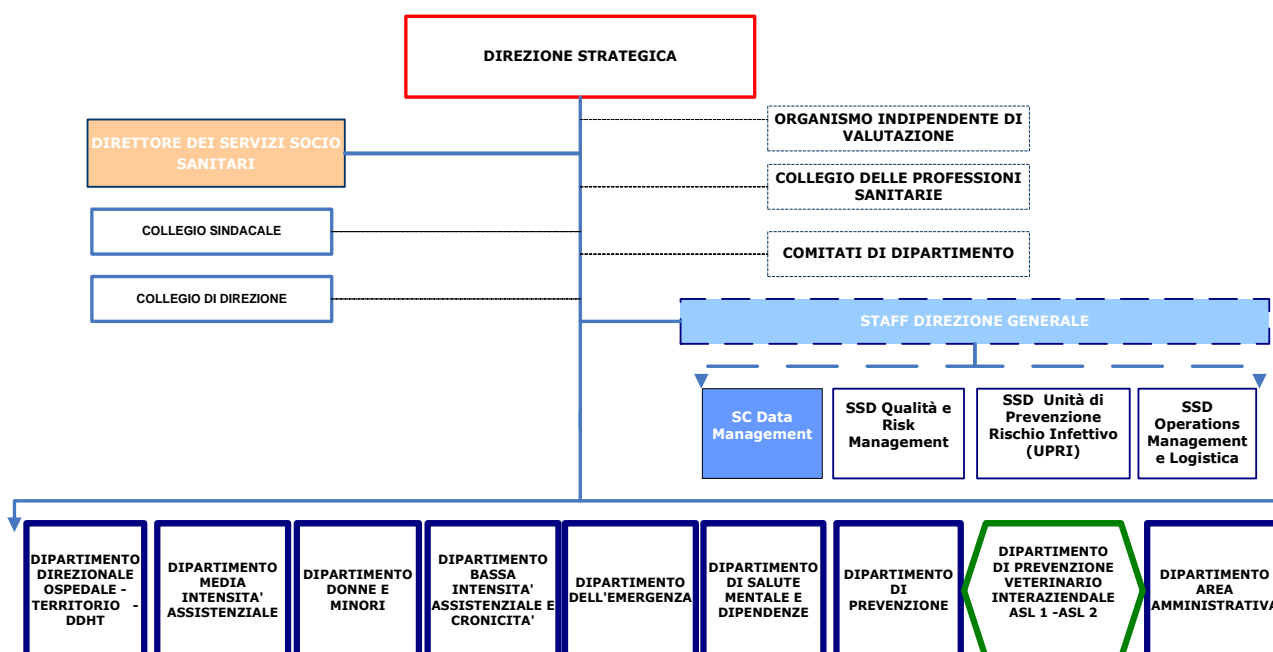 DIREZIONE STRATEGICA
ORGANISMO INDIPENDENTE DI
VALUTAZIONE
DIRETTORE DEI SERVIZI SOCIO
SANITARI
COLLEGIO DELLE PROFESSIONI
SANITARIE
COLLEGIO SINDACALE
COMITATI DI DIPARTIMENTO
COLLEGIO DI DIREZIONE
STAFF DIREZIONE GENERALE
SC Data
Management
SSD Qualità e
Risk
Management
SSD Unità di
Prevenzione
Rischio Infettivo
(UPRI)
SSD
Operations
Management
e Logistica
DIPARTIMENTO
DIREZIONALE
OSPEDALE -
TERRITORIO -
DDHT
DIPARTIMENTO
MEDIA
INTENSITA'
ASSISTENZIALE
DIPARTIMENTO
DONNE E
MINORI
DIPARTIMENTO
BASSA
INTENSITA'
ASSISTENZIALE E
CRONICITA'
DIPARTIMENTO
DELL'EMERGENZA
DIPARTIMENTO
DI SALUTE
MENTALE E
DIPENDENZE
DIPARTIMENTO
DI
PREVENZIONE
DIPARTIMENTO
DI PREVENZIONE
VETERINARIO
INTERAZIENDALE
ASL 1 -ASL 2
DIPARTIMENTO
AREA
AMMINISTRATIVA